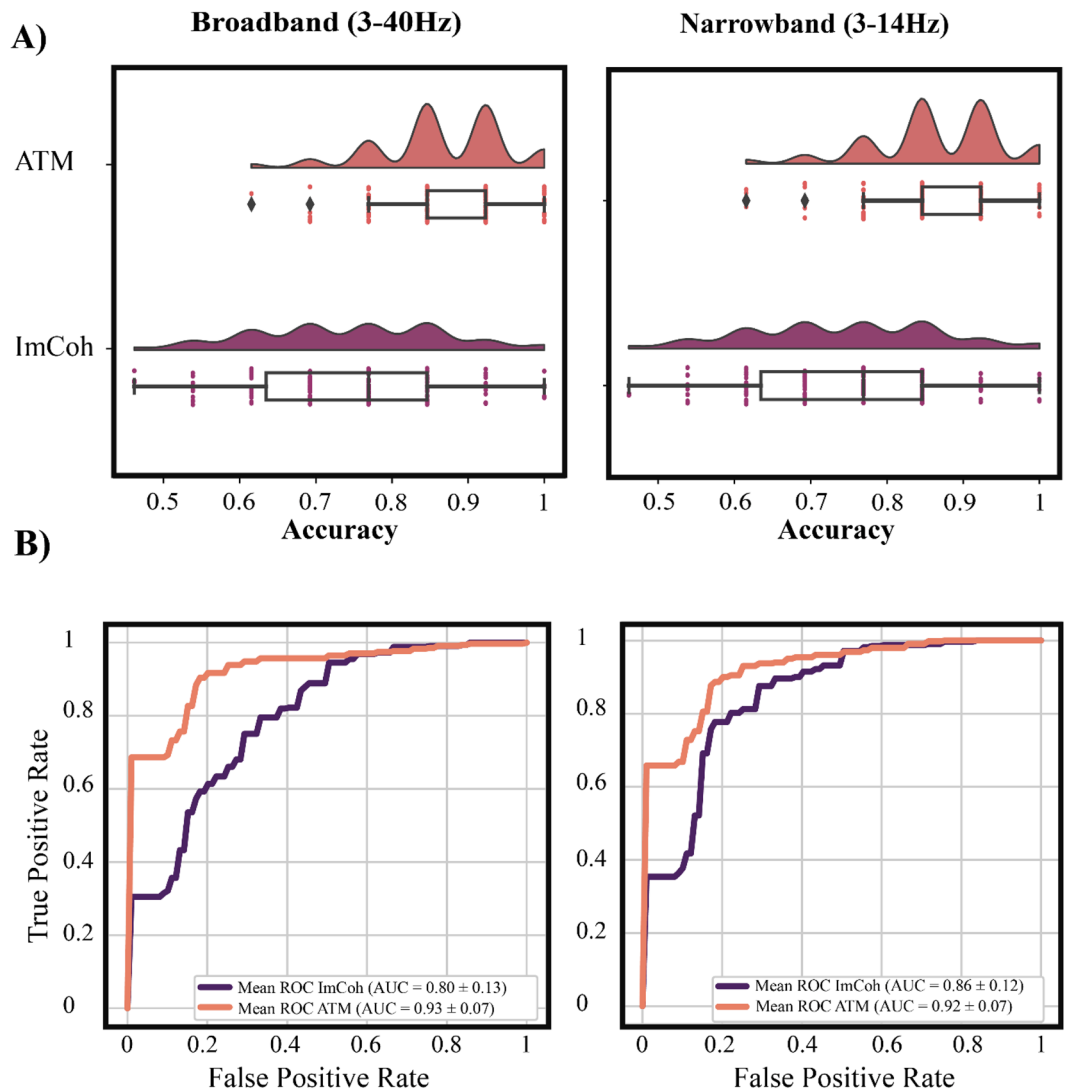 A)
Broadband (3-40Hz)
Narrowband (3-14Hz)
ATM
ImCoh
0.5 0.6 0.7 0.8 0.9 1
Accuracy
0.5 0.6 0.7 0.8 0.9 1
Accuracy
B)
True Positive Rate
1
0.8
0.6
0.4
0.2
0
Mean ROC ImCoh (AUC = 0.80 ± 0.13)
Mean ROC ATM (AUC = 0.93 ± 0.07)
0 0.2 0.4 0.6 0.8 1
False Positive Rate
1
0.8
0.6
0.4
0.2
0
Mean ROC ImCoh (AUC = 0.86 ± 0.12)
Mean ROC ATM (AUC = 0.92 ± 0.07)
0 0.2 0.4 0.6 0.8 1
False Positive Rate